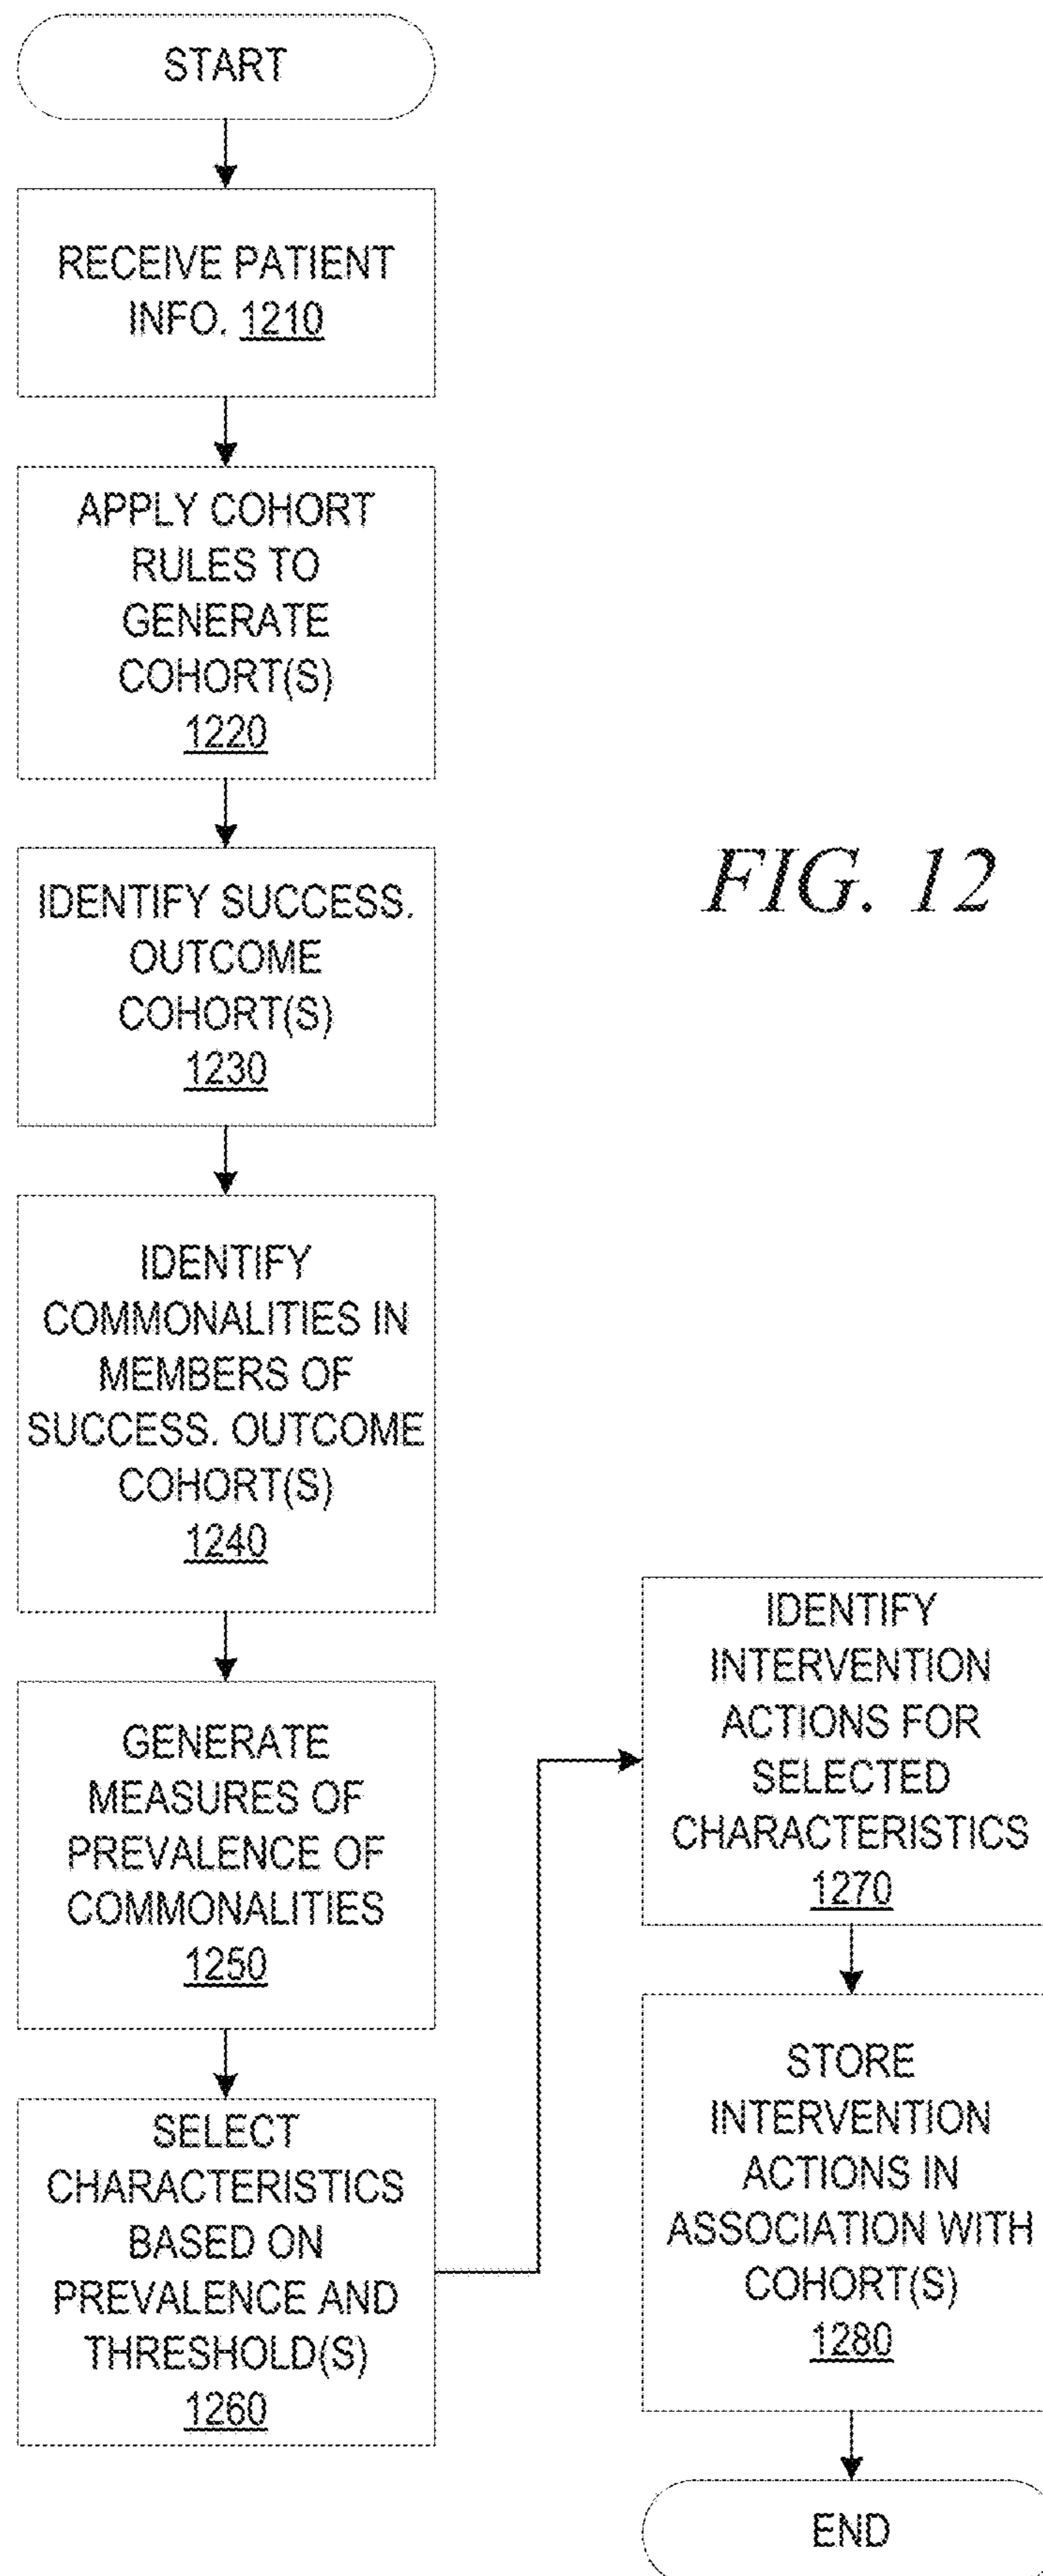 START
RECEIVE PATIENT
INFO. 1210
APPLY COHORT
RULES TO
GENERATE
COHORT(S)
1220
IDENTIFY SUCCESS.
OUTCOME
COHORT(S)
1230
FIG. 12
IDENTIFY
COMMONALITIES IN
MEMBERS OF
SUCCESS. OUTCOME
COHORT(S)
1240
GENERATE
MEASURES OF
PREVALENCE OF
COMMONALITIES
1250
SELECT
CHARACTERISTICS
BASED ON
PREVALENCE AND
THRESHOLD(S)
1260
IDENTIFY
INTERVENTION
ACTIONS FOR
SELECTED
CHARACTERISTICS
1270
STORE
INTERVENTION
ACTIONS IN
ASSOCIATION WITH
COHORT(S)
1280
END